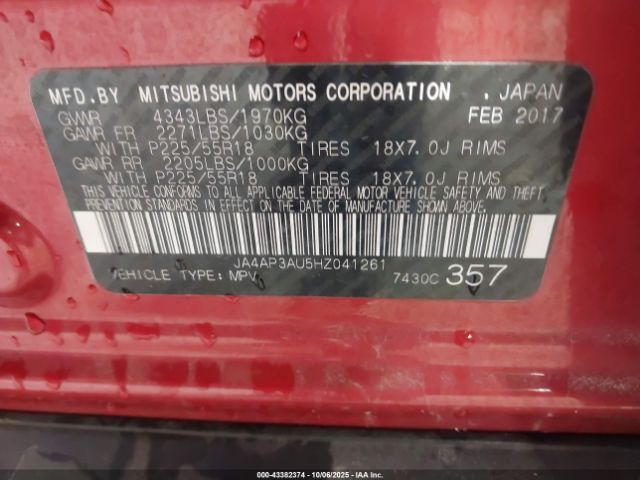 MFD.BY MITSUBISHI MOTORS CORPORATION . JAPAN
GVWR 4343LBS/1970KG FEB 2017
GAWR FR 2271LBS/1030KG
WITH P225/55R18 TIRES 18X7.0J RIMS
GAWR RR 2205LBS/1000KG
WITH P225/55R18 TIRES 18X7.0J RIMS
THIS VEHICLE CONFORMS TO ALL APPLICABLE FEDERAL MOTOR VEHICLE SAFETY AND THEFT
PREVENTION STANDARDS IN EFFECT ON THE DATE OF MANUFACTURE SHOWN ABOVE.
JA4AP3AU5HZ041261
VEHICLE TYPE: MPV 7430C 357
000-43382374 | 10/06/2025 | © IAA, Inc.